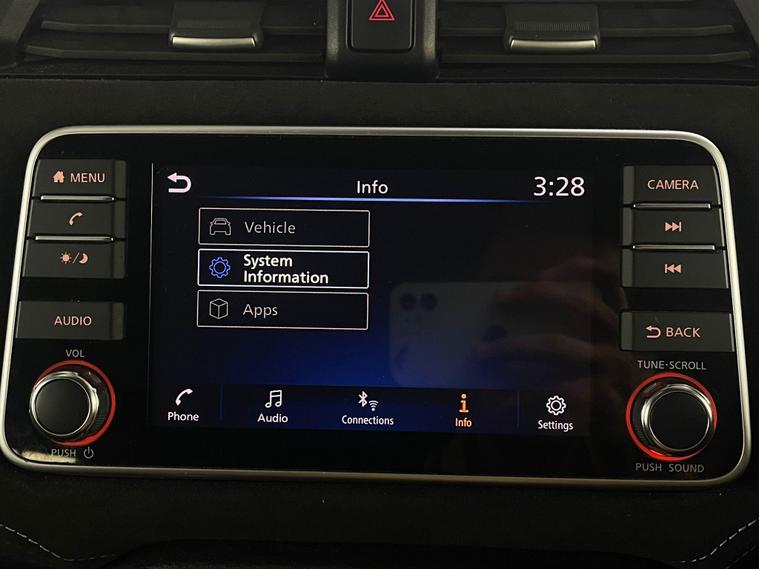 MENU
AUDIO
VOL
PUSH
Info
3:28
Vehicle
System
Information
Apps
Phone
Audio
Connections
Info
Settings
CAMERA
BACK
TUNE·SCROLL
PUSH SOUND